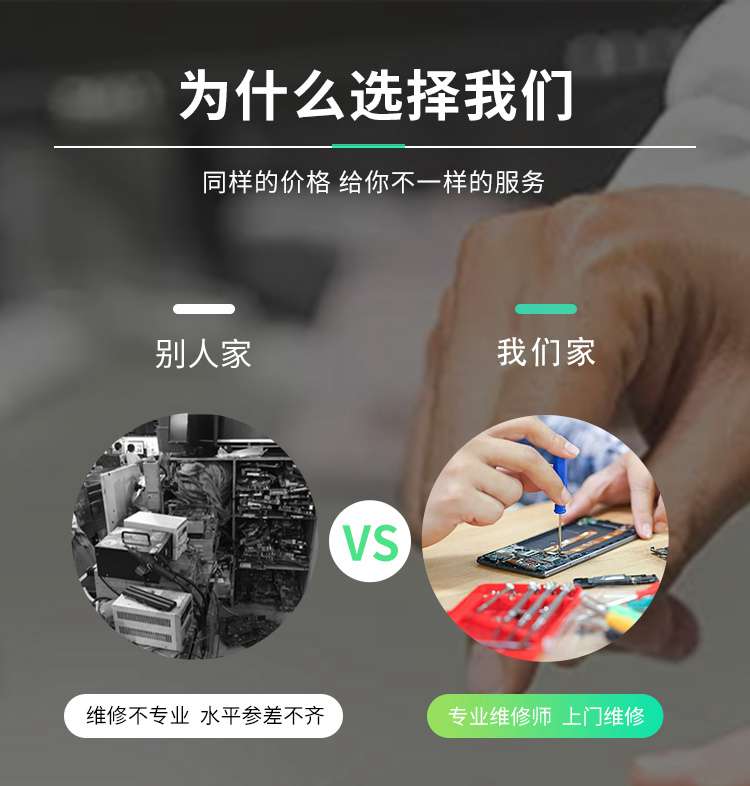 为什么选择我们
同样的价格 给你不一样的服务
别人家
我们家
VS
维修不专业 水平参差不齐
专业维修师 上门维修